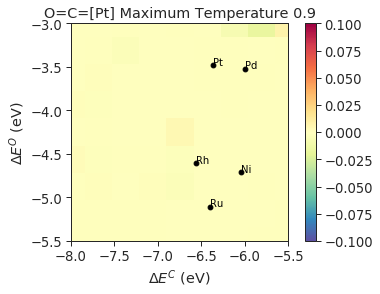 O=C=[Pt] Maximum Temperature 0.9
−3.0
−3.5
−4.0
−4.5
−5.0
−5.5
ΔE^O (eV)
Pt
Pd
Rh
Ni
Ru
−8.0 −7.5 −7.0 −6.5 −6.0 −5.5
ΔE^C (eV)
0.100
0.075
0.050
0.025
0.000
−0.025
−0.050
−0.075
−0.100